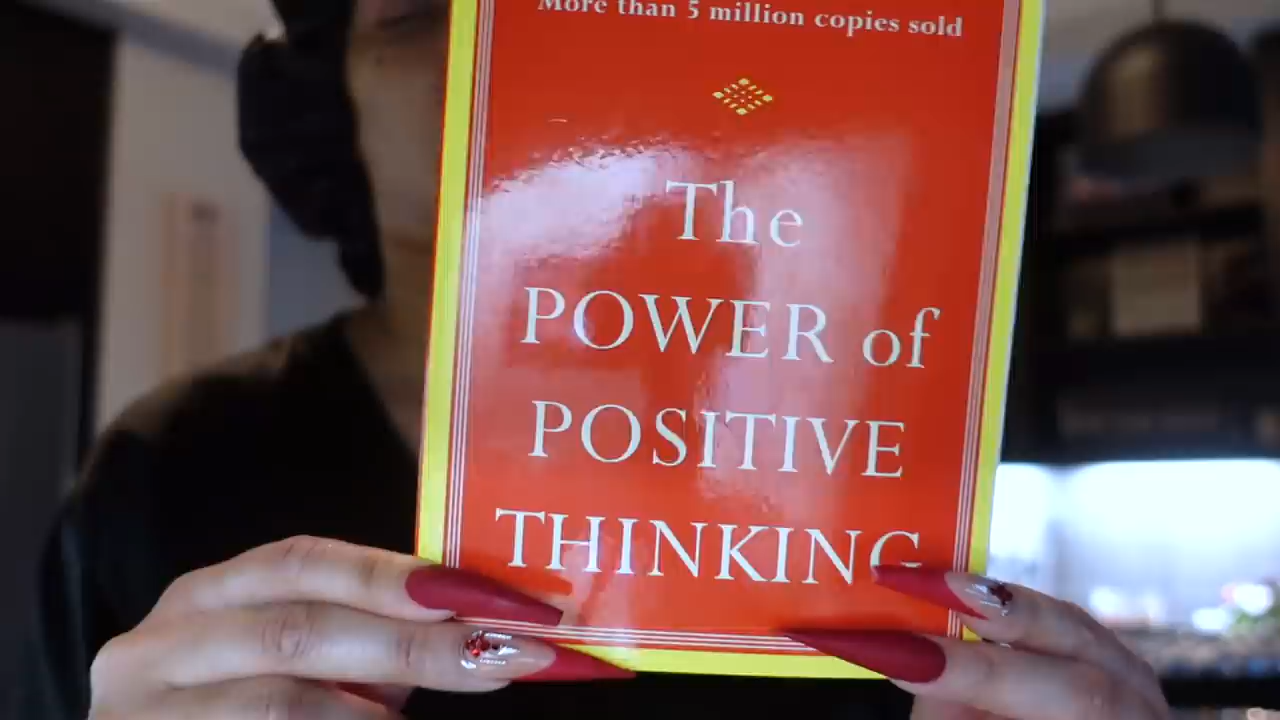 More than 5 million copies sold
The
POWER of
POSITIVE
THINKING